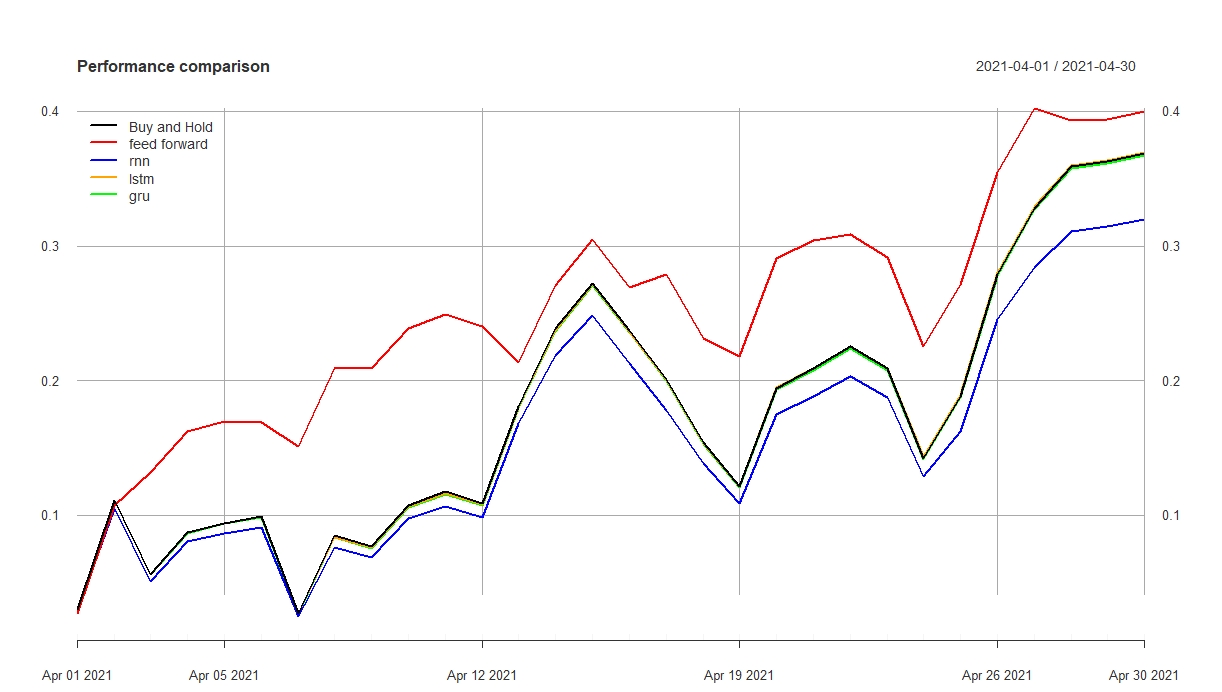 Performance comparison 2021-04-01 / 2021-04-30
0.4 0.4
Buy and Hold
feed forward
rnn
lstm
gru
0.3 0.3
0.2 0.2
0.1 0.1
Apr 01 2021 Apr 05 2021 Apr 12 2021 Apr 19 2021 Apr 26 2021 Apr 30 2021